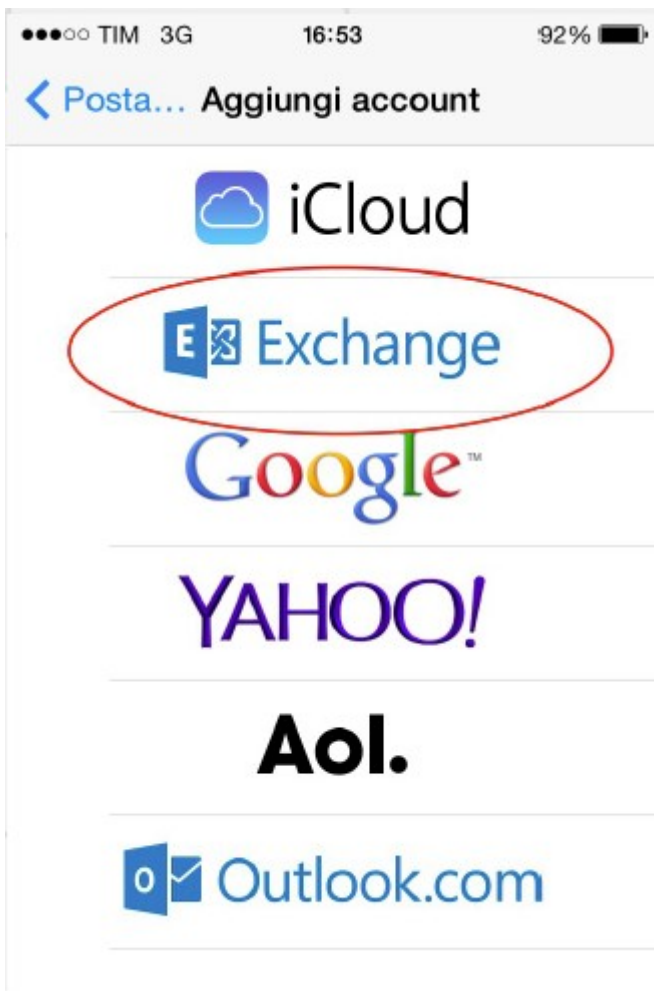 TIM 3G 16:53 92%
Posta... Aggiungi account
iCloud
E Exchange
Google™
YAHOO!
Aol.
o Outlook.com